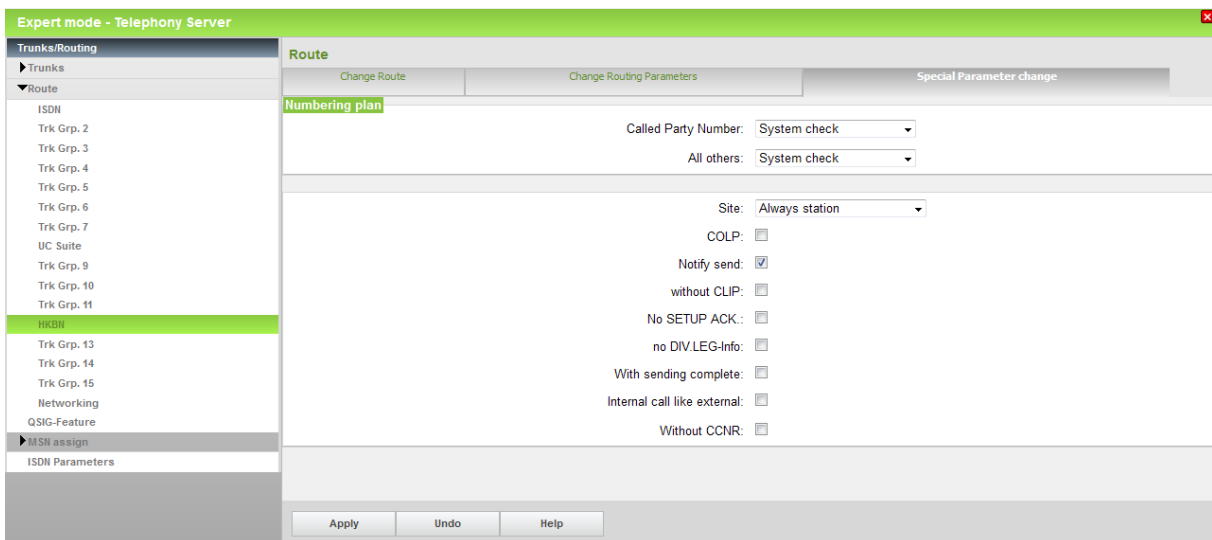 Expert mode - Telephony Server
Trunks/Routing
Trunks
Route
ISDN
Trk Grp. 2
Trk Grp. 3
Trk Grp. 4
Trk Grp. 5
Trk Grp. 6
Trk Grp. 7
UC Suite
Trk Grp. 9
Trk Grp. 10
Trk Grp. 11
HKBN
Trk Grp. 13
Trk Grp. 14
Trk Grp. 15
Networking
QSIG-Feature
MSN assign
ISDN Parameters
Route
Change Route Change Routing Parameters Special Parameter change
Numbering plan
Called Party Number: System check
All others: System check
Site: Always station
COLP:
Notify send:
without CLIP:
No SETUP ACK.:
no DIV.LEG-Info:
With sending complete:
Internal call like external:
Without CCNR:
Apply Undo Help